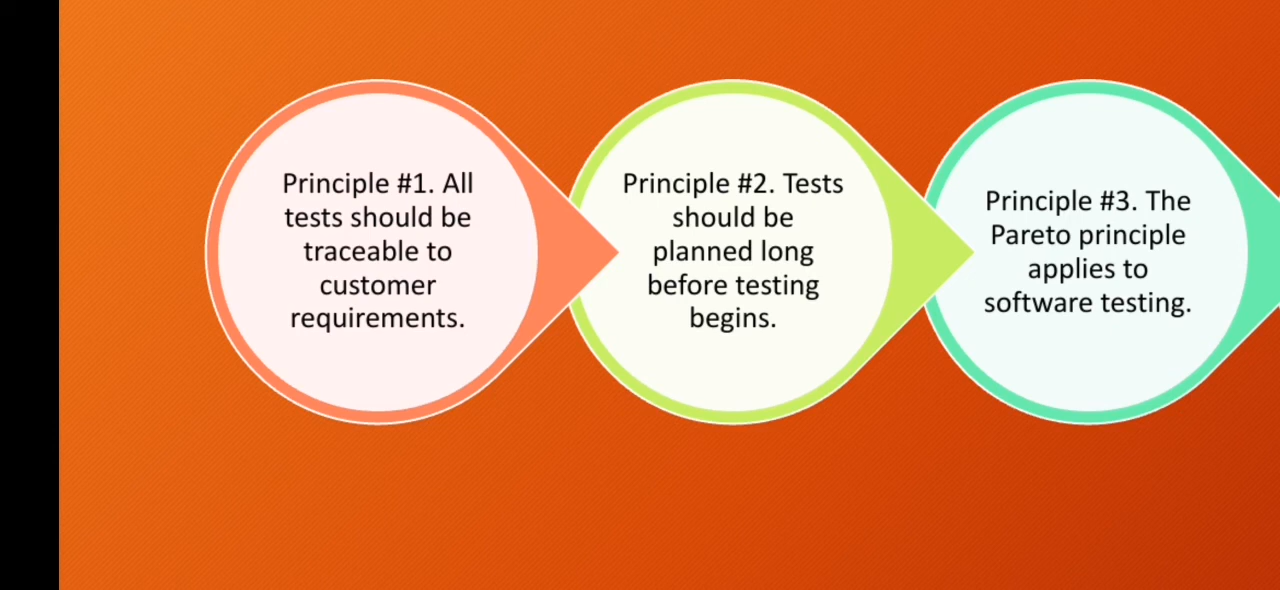 Principle #1. All
tests should be
traceable to
customer
requirements.
Principle #2. Tests
should be
planned long
before testing
begins.
Principle #3. The
Pareto principle
applies to
software testing.